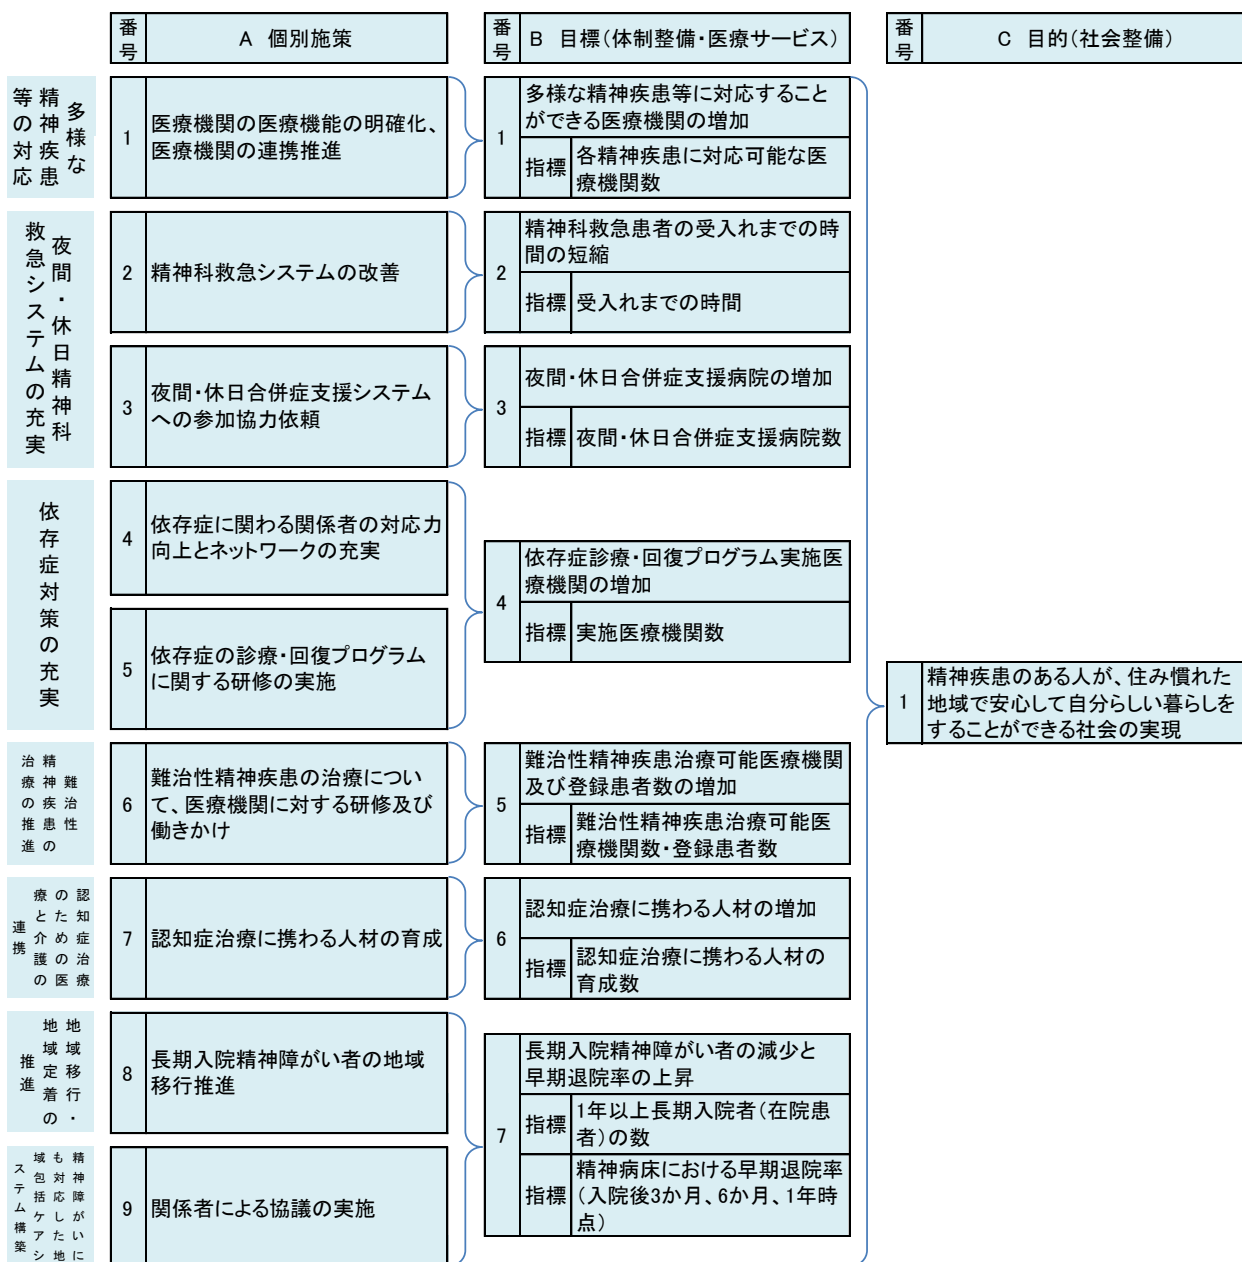 番号
A 個別施策
番号
B 目標(体制整備・医療サービス)
番号
C 目的(社会整備)
多様な
精神疾患
等の対応
1
医療機関の医療機能の明確化、
医療機関の連携推進
1
多様な精神疾患等に対応すること
ができる医療機関の増加
指標
各精神疾患に対応可能な医
療機関数
夜間・休日精神科
救急システムの充実
2
精神科救急システムの改善
2
精神科救急患者の受入れまでの時
間の短縮
指標
受入れまでの時間
3
夜間・休日合併症支援システム
への参加協力依頼
3
夜間・休日合併症支援病院の増加
指標
夜間・休日合併症支援病院数
依存症対策の充実
4
依存症に関わる関係者の対応力
向上とネットワークの充実
5
依存症の診療・回復プログラム
に関する研修の実施
4
依存症診療・回復プログラム実施医
療機関の増加
指標
実施医療機関数
1
精神疾患のある人が、住み慣れた
地域で安心して自分らしい暮らしを
することができる社会の実現
難治性
精神疾患の
治療の推進
6
難治性精神疾患の治療につい
て、医療機関に対する研修及び
働きかけ
5
難治性精神疾患治療可能医療機関
及び登録患者数の増加
指標
難治性精神疾患治療可能医
療機関数・登録患者数
認知症治療
のための医
療と介護の
連携
7
認知症治療に携わる人材の育成
6
認知症治療に携わる人材の増加
指標
認知症治療に携わる人材の
育成数
地域移行・
地域定着の
推進
8
長期入院精神障がい者の地域
移行推進
7
長期入院精神障がい者の減少と
早期退院率の上昇
指標
1年以上長期入院者(在院患
者)の数
指標
精神病床における早期退院率
(入院後3か月、6か月、1年時
点)
精神障がいに
も対応した地
域包括ケアシ
ステム構築
9
関係者による協議の実施